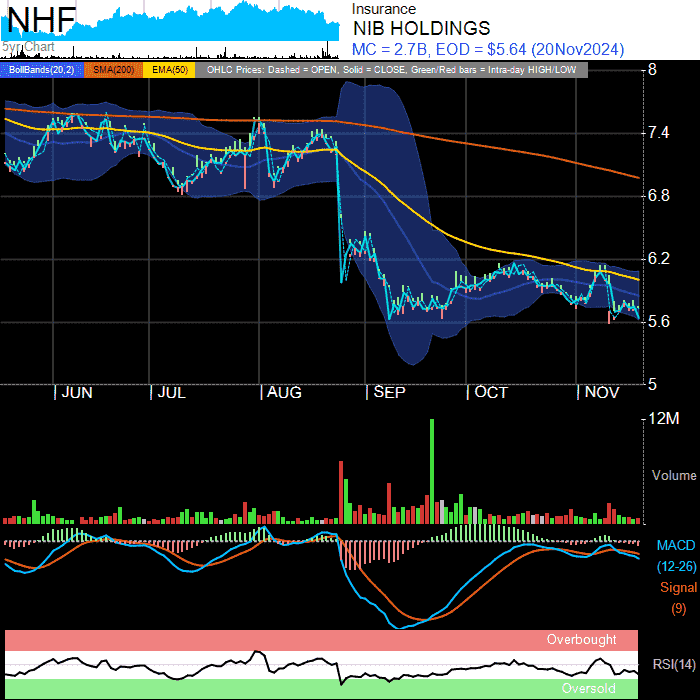 NHF
Insurance
NIB HOLDINGS
MC = 2.7B, EOD = $5.64 (20Nov2024)
5yr Chart
BollBands(20,2) SMA(200) EMA(50) OHLC Prices: Dashed = OPEN, Solid = CLOSE, Green/Red bars = Intra-day HIGH/LOW
8
7.4
6.8
6.2
5.6
5
JUN JUL AUG SEP OCT NOV
12M
Volume
MACD
(12-26)
Signal
(9)
Overbought
RSI(14)
Oversold